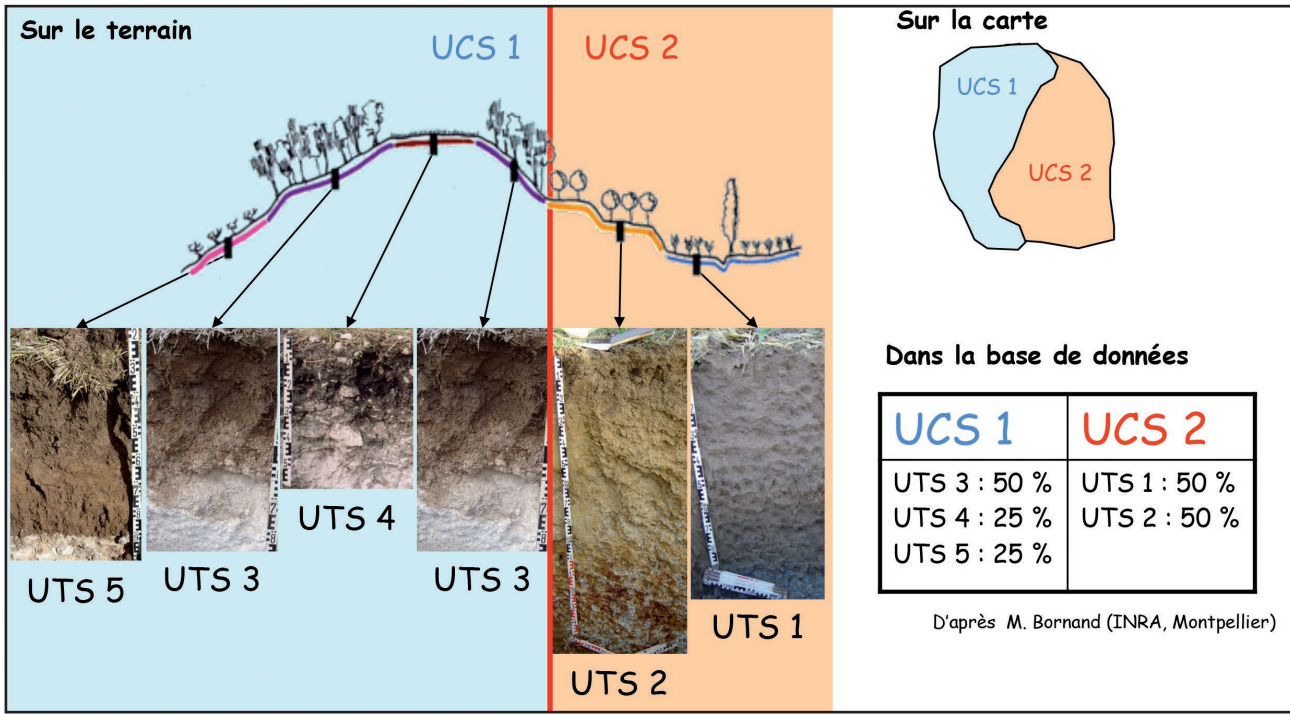 Sur le terrain
UCS 1
UCS 2
UTS 5
UTS 3
UTS 4
UTS 3
UTS 2
UTS 1
Sur la carte
UCS 1
UCS 2
Dans la base de données
UCS 1
UCS 2
UTS 3 : 50 %
UTS 4 : 25 %
UTS 5 : 25 %
UTS 1 : 50 %
UTS 2 : 50 %
D'après M. Bornand (INRA, Montpellier)